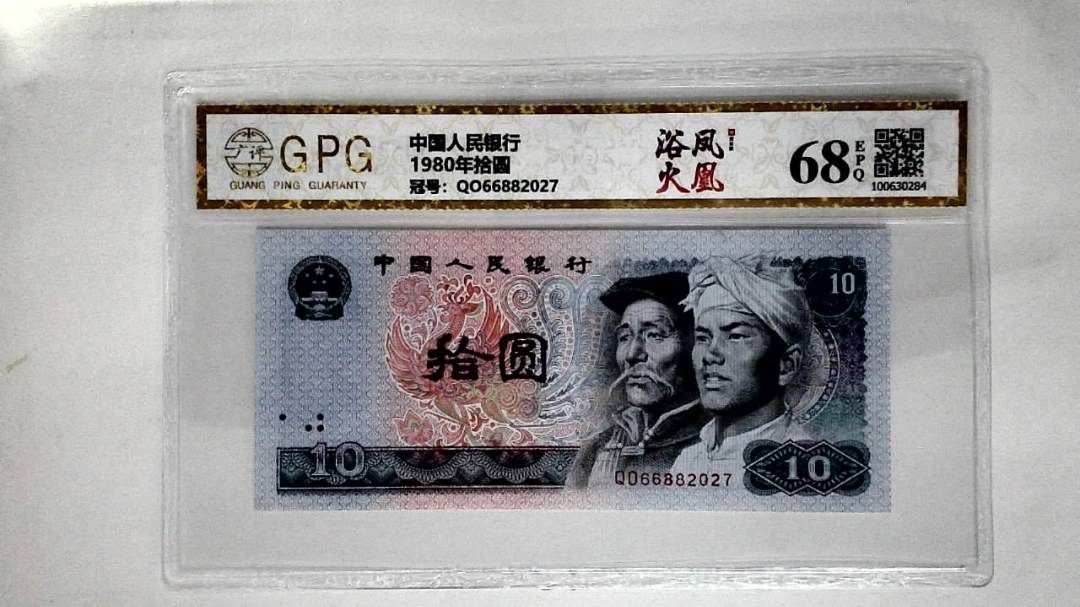 广评
GPG
GUANG PING GUARANTY
中国人民银行
1980年拾圆
冠号：QO66882027
浴火
凤凰
68
EPQ
100630284
中国人民银行
10
拾圆
10
QO66882027
10